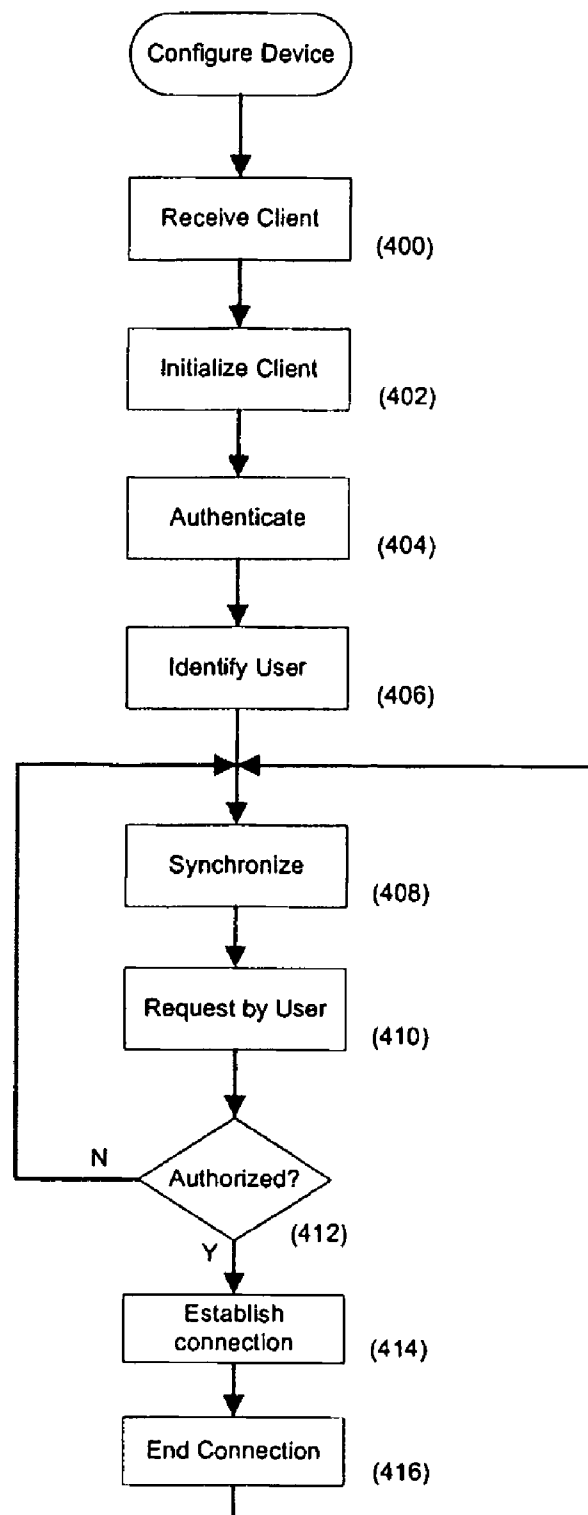 Configure Device
Receive Client
(400)
Initialize Client
(402)
Authenticate
(404)
Identify User
(406)
Synchronize
(408)
Request by User
(410)
N
Authorized?
(412)
Y
Establish
connection
(414)
End Connection
(416)